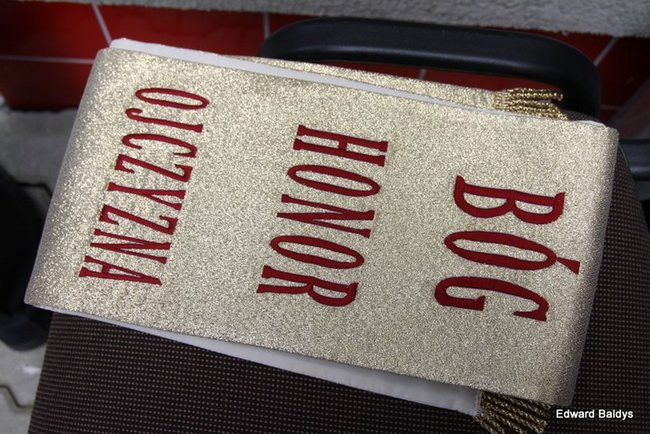 BÓG
HONOR
OJCZYZNA
Edward Baldys